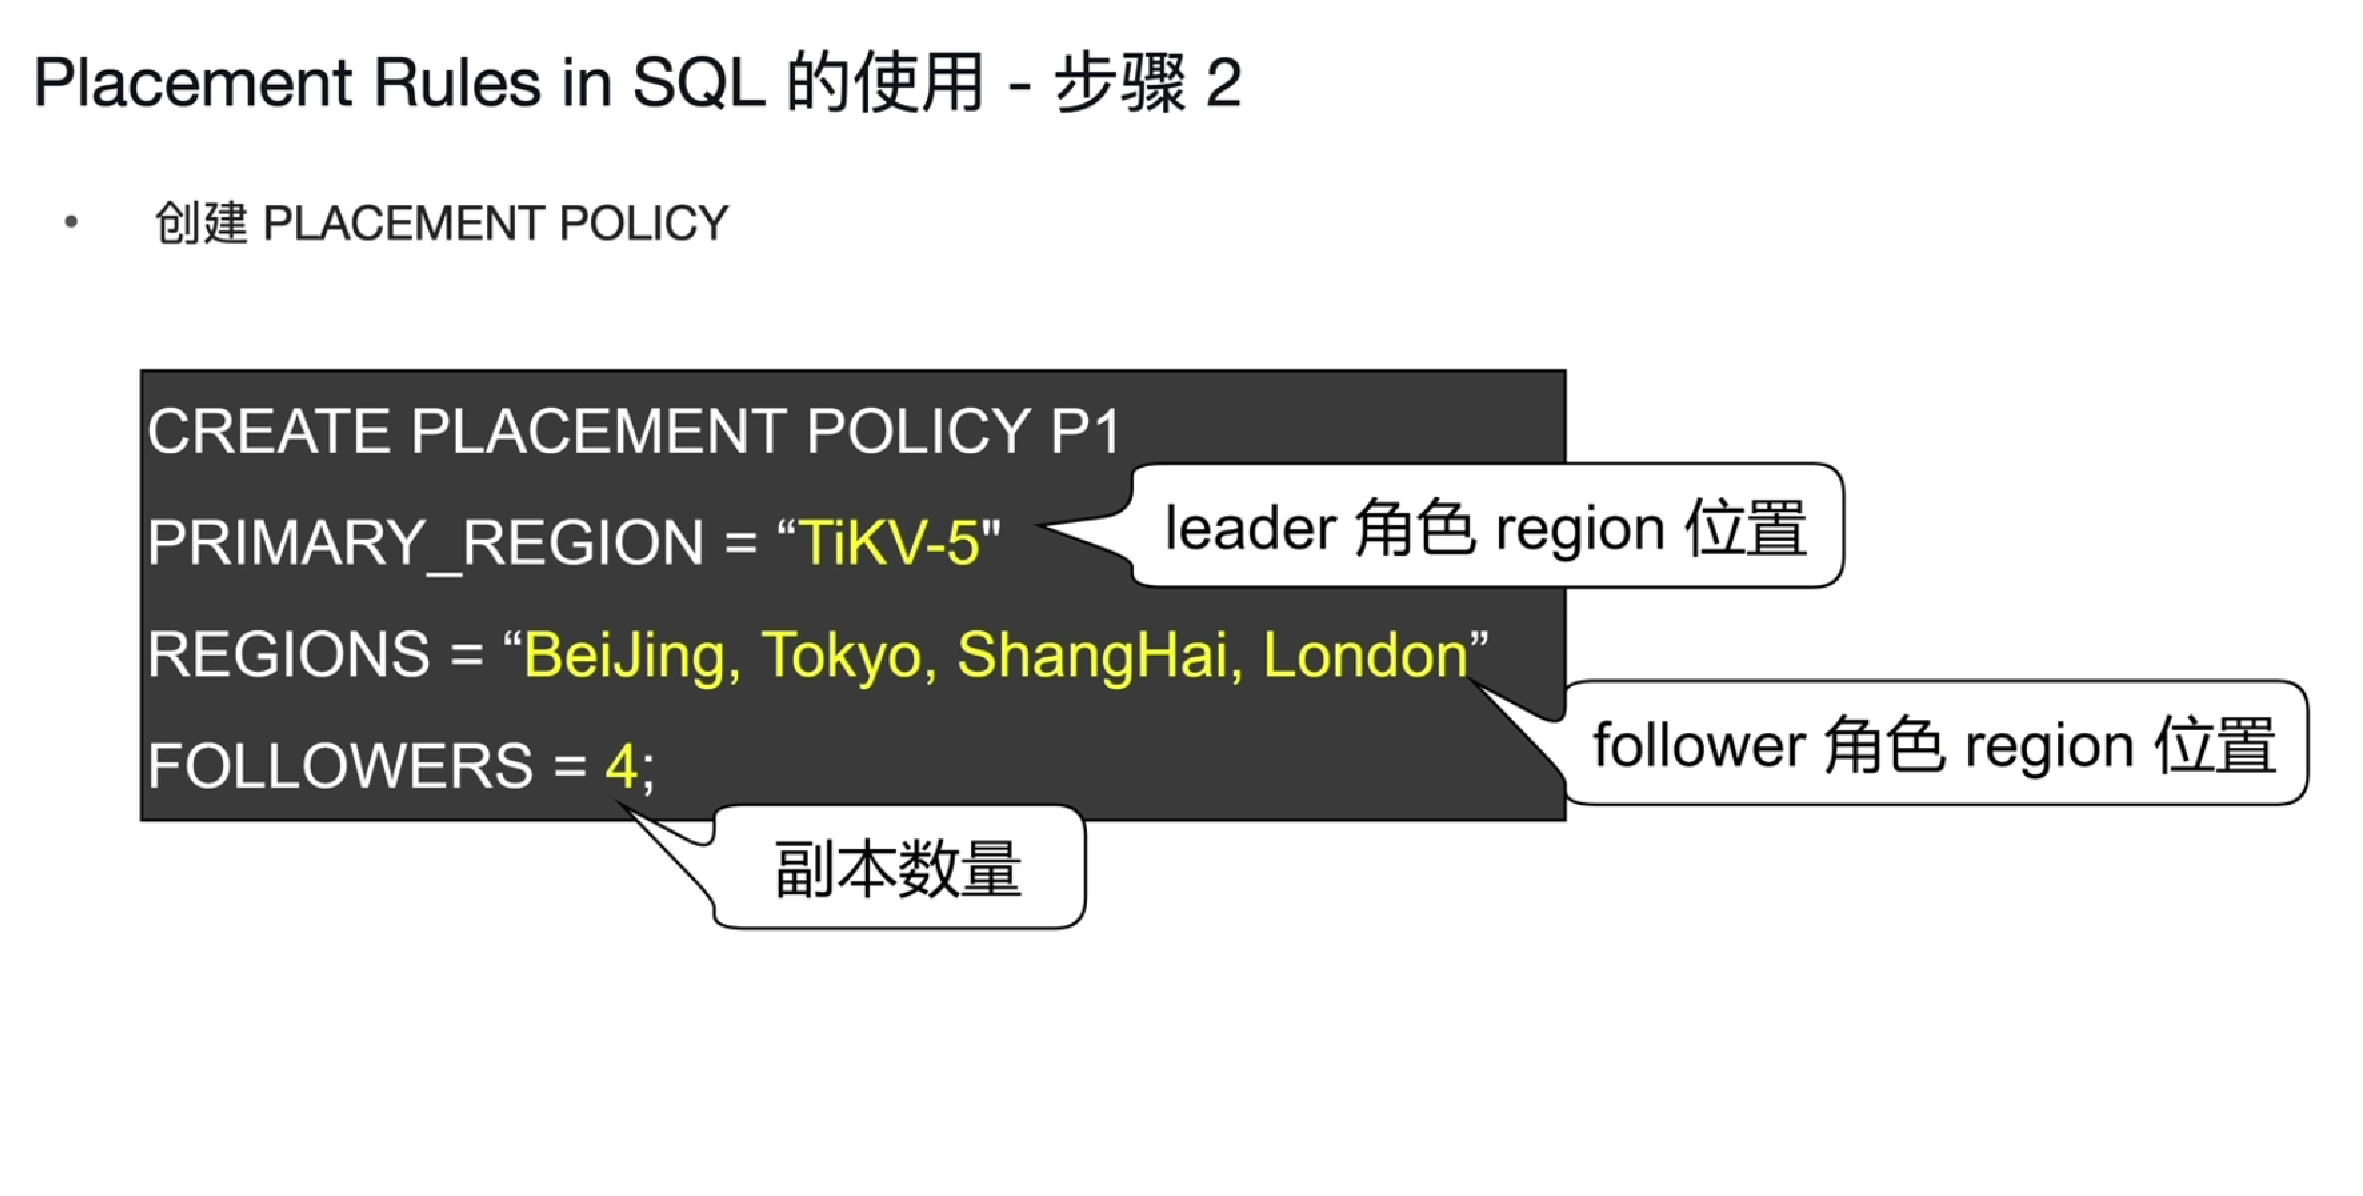 Placement Rules in SQL 的使用 - 步骤 2
• 创建 PLACEMENT POLICY
CREATE PLACEMENT POLICY P1
PRIMARY_REGION = “TiKV-5"
leader 角色 region 位置
REGIONS = “BeiJing, Tokyo, ShangHai, London”
follower 角色 region 位置
FOLLOWERS = 4;
副本数量